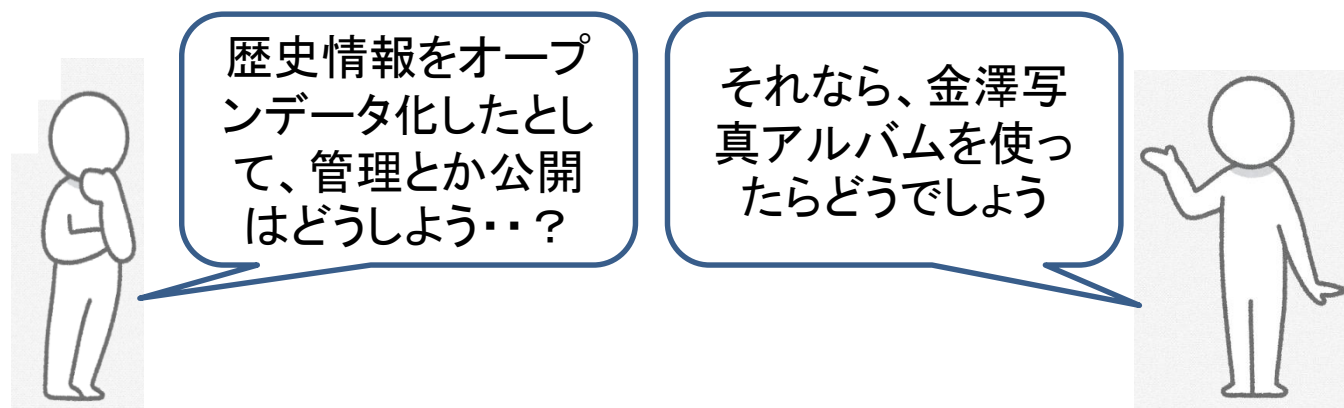 歴史情報をオープ
ンデータ化したとし
て、管理とか公開
はどうしよう・・？
それなら、金澤写
真アルバムを使っ
たらどうでしょう